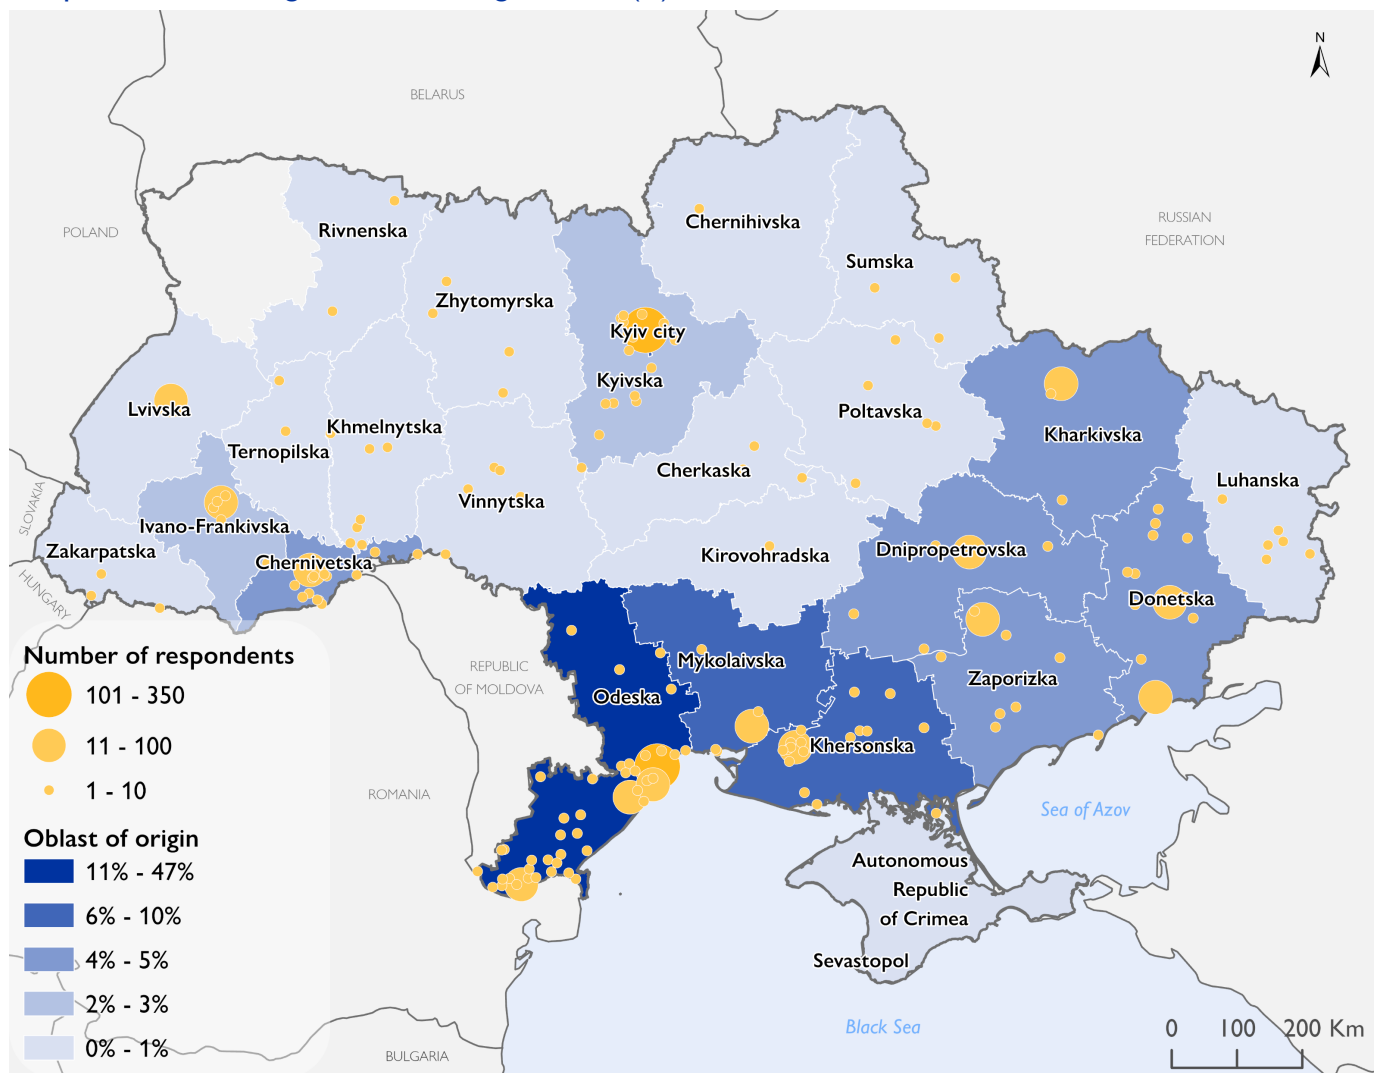 N
BELARUS
POLAND
RUSSIAN
FEDERATION
Rivnenska
Chernihivska
Sumska
Zhytomyrska
Kyiv city
Kyivska
Lvivska
Khmelnytska
Poltavska
Kharkivska
Ternopilska
Cherkaska
Luhanska
Vinnytska
SLOVAKIA
Ivano-Frankivska
Zakarpatska
Chernivetska
Kirovohradska
Dnipropetrovska
HUNGARY
Donetska
REPUBLIC
OF MOLDOVA
Mykolaivska
Odeska
Zaporizka
Khersonska
ROMANIA
Sea of Azov
Autonomous
Republic
of Crimea
Sevastopol
Black Sea
BULGARIA
Number of respondents
101 - 350
11 - 100
1 - 10
Oblast of origin
11% - 47%
6% - 10%
4% - 5%
2% - 3%
0% - 1%
0 100 200 Km